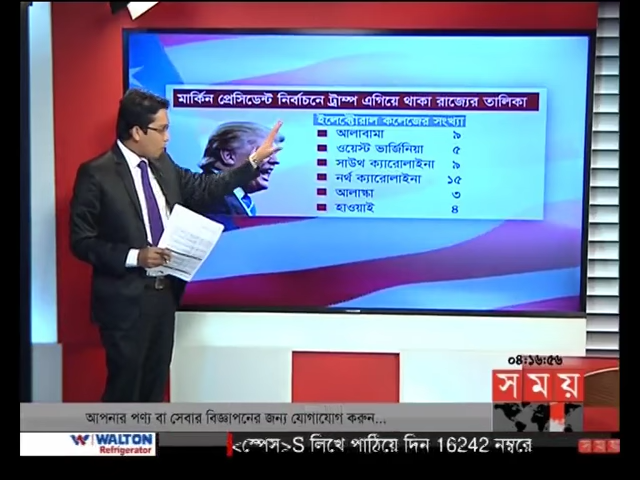 মার্কিন প্রেসিডেন্ট নির্বাচনে ট্রাম্প এগিয়ে থাকা রাজ্যের তালিকা
ইলেক্টোরাল কলেজের সংখ্যা
আলাবামা ৯
ওয়েস্ট ভার্জিনিয়া ৫
সাউথ ক্যারোলাইনা ৯
নর্থ ক্যারোলাইনা ১৫
আলাস্কা ৩
হাওয়াই ৪
০৪:১৬:৫৬
সময়
আপনার পণ্য বা সেবার বিজ্ঞাপনের জন্য যোগাযোগ করুন...
WALTON
Refrigerator
<স্পেস>S লিখে পাঠিয়ে দিন 16242 নম্বরে
সময়